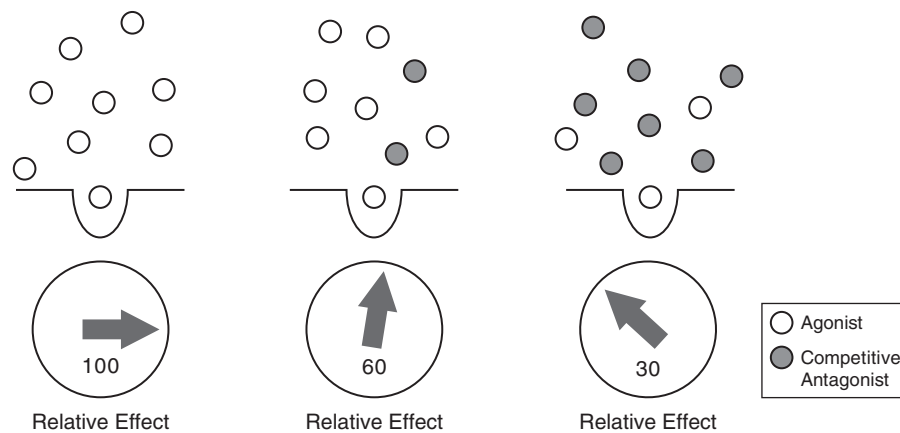 100
60
30
Relative Effect
Relative Effect
Relative Effect
Agonist
Competitive
Antagonist